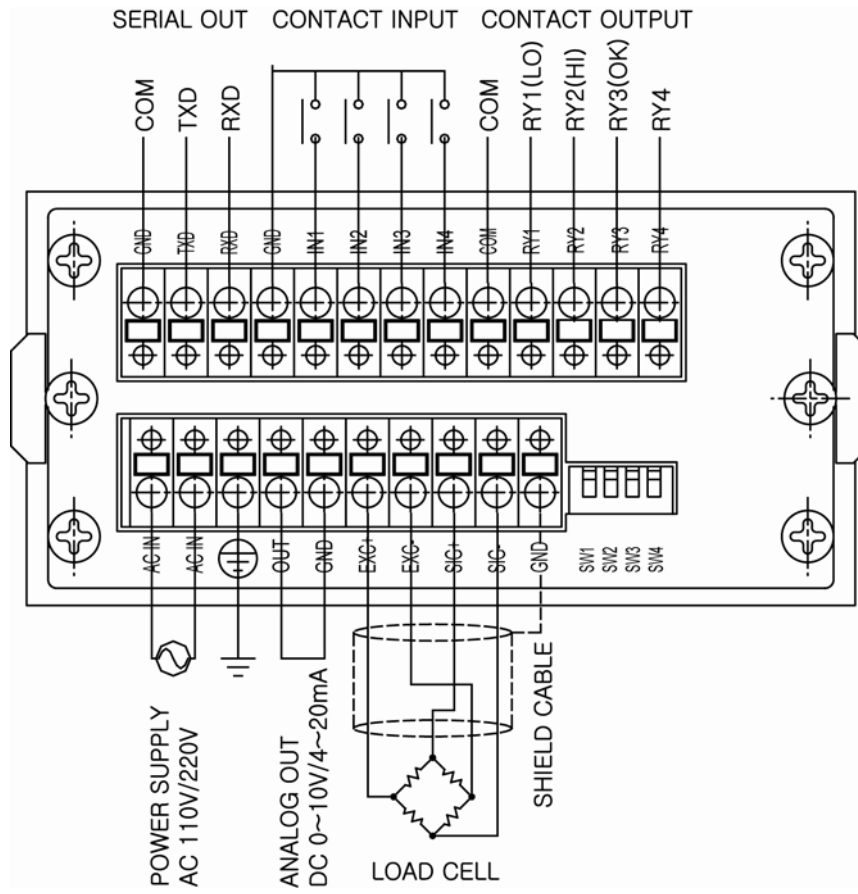 SERIAL OUT CONTACT INPUT CONTACT OUTPUT
COM
TXD
RXD
COM
RY1(LO)
RY2(HI)
RY3(OK)
RY4
GND
TXD
RXD
GND
IN1
IN2
IN3
IN4
COM
RY1
RY2
RY3
RY4
AC IN
AC IN
OUT
GND
EXC+
EXC-
SIG+
SIG-
GND
SW1
SW2
SW3
SW4
POWER SUPPLY
AC 110V/220V
ANALOG OUT
DC 0~10V/4~20mA
LOAD CELL
SHIELD CABLE